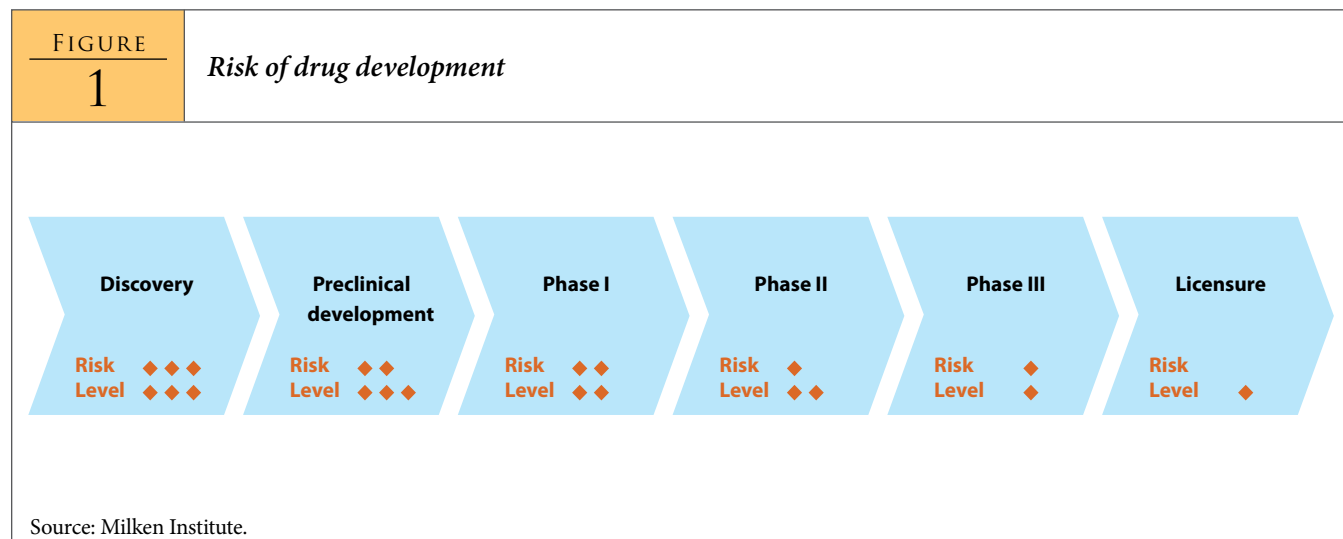 FIGURE
1
Risk of drug development
Discovery
Risk ◆ ◆ ◆
Level ◆ ◆ ◆
Preclinical
development
Risk ◆ ◆
Level ◆ ◆ ◆
Phase I
Risk ◆ ◆
Level ◆ ◆
Phase II
Risk ◆
Level ◆ ◆
Phase III
Risk ◆
Level ◆
Licensure
Risk
Level ◆
Source: Milken Institute.